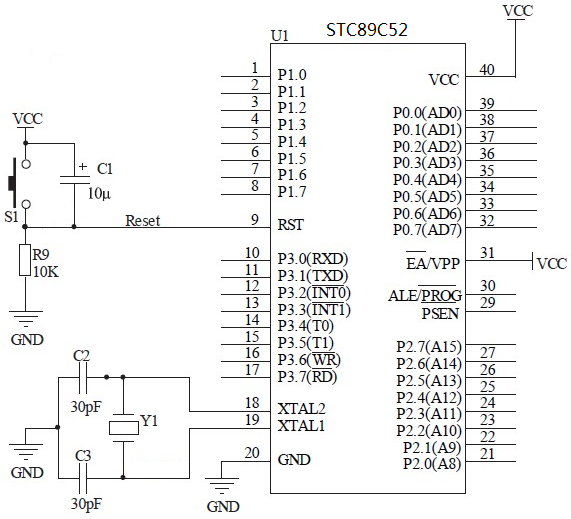 VCC
U1
STC89C52
1 P1.0
2 P1.1
3 P1.2
4 P1.3
5 P1.4
6 P1.5
7 P1.6
8 P1.7
9 RST
10 P3.0(RXD)
11 P3.1(TXD)
12 P3.2(INT0)
13 P3.3(INT1)
14 P3.4(T0)
15 P3.5(T1)
16 P3.6(WR)
17 P3.7(RD)
18 XTAL2
19 XTAL1
20 GND
VCC 40
P0.0(AD0) 39
P0.1(AD1) 38
P0.2(AD2) 37
P0.3(AD3) 36
P0.4(AD4) 35
P0.5(AD5) 34
P0.6(AD6) 33
P0.7(AD7) 32
EA/VPP 31
VCC
ALE/PROG 30
PSEN 29
P2.7(A15)
P2.6(A14) 27
P2.5(A13) 26
P2.4(A12) 25
P2.3(A11) 24
P2.2(A10) 23
P2.1(A9) 22
P2.0(A8) 21
VCC
+
C1
10μ
S1
Reset
R9
10K
GND
C2
30pF
Y1
GND
C3
30pF
GND